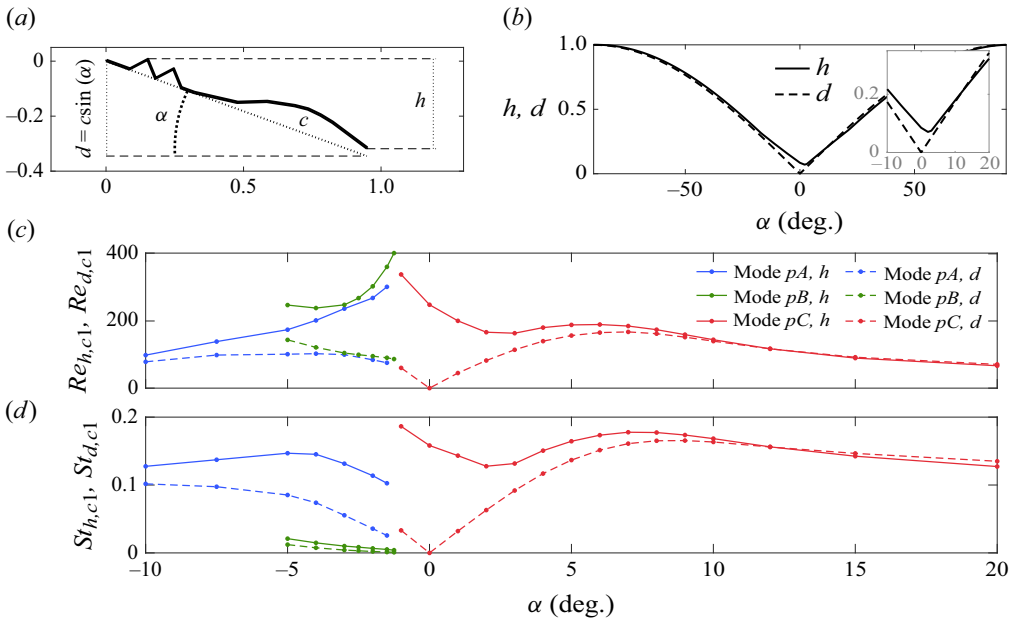 (a)
0
−0.2
−0.4
d = csin (α)
α
c
h
0
0.5
1.0
(b)
h, d
1.0
0.5
0
h
d
0.2
0
−10
0
10
20
−50
0
50
α (deg.)
(c)
Re_{h,c1}, Re_{d,c1}
400
200
0
Mode pA, h
Mode pB, h
Mode pC, h
Mode pA, d
Mode pB, d
Mode pC, d
(d)
St_{h,c1}, St_{d,c1}
0.2
0.1
0
−10
−5
0
5
10
15
20
α (deg.)